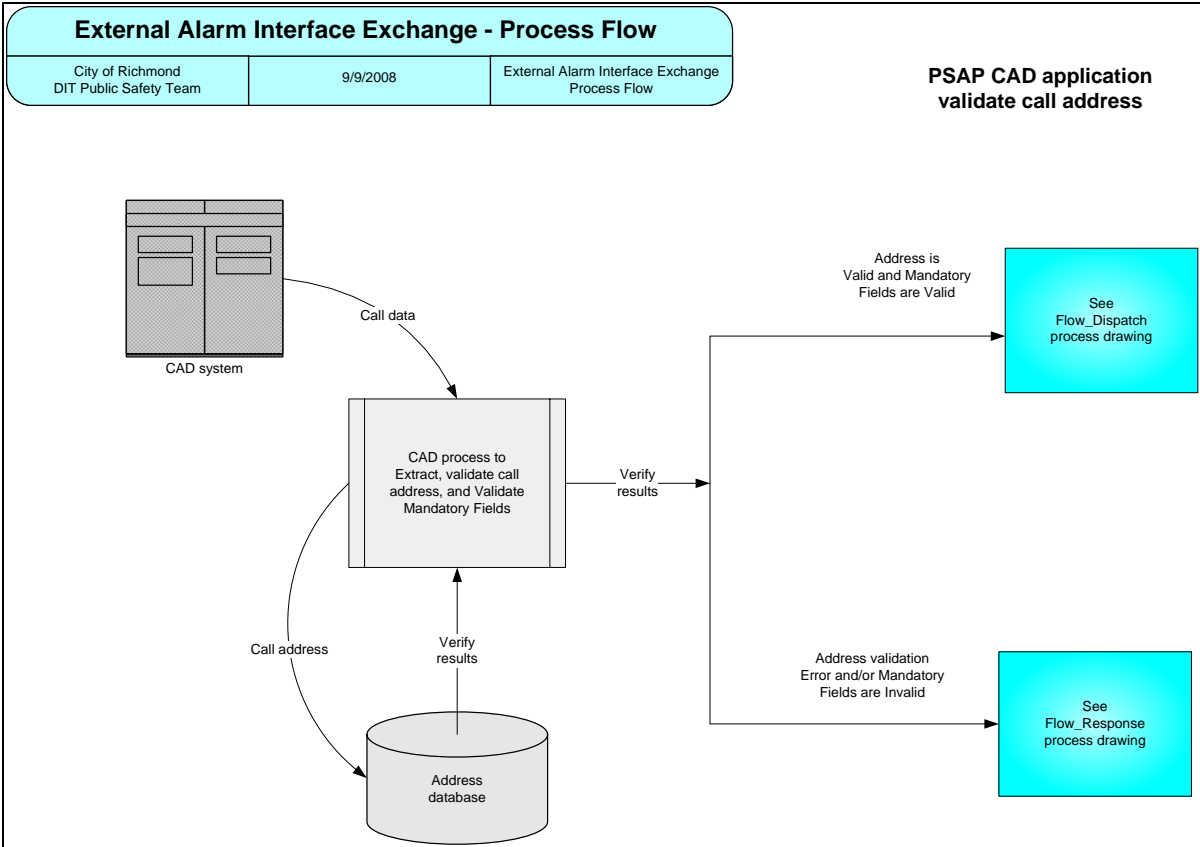 External Alarm Interface Exchange - Process Flow
City of Richmond
DIT Public Safety Team
9/9/2008
External Alarm Interface Exchange
Process Flow
PSAP CAD application
validate call address
CAD system
Call data
CAD process to
Extract, validate call
address, and Validate
Mandatory Fields
Verify
results
Address is
Valid and Mandatory
Fields are Valid
See
Flow_Dispatch
process drawing
Call address
Verify
results
Address
database
Address validation
Error and/or Mandatory
Fields are Invalid
See
Flow_Response
process drawing